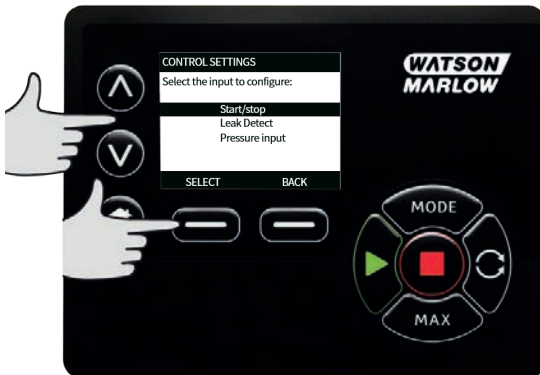 CONTROL SETTINGS
Select the input to configure:
Start/stop
Leak Detect
Pressure input
SELECT BACK
WATSON
MARLOW
MODE
MAX